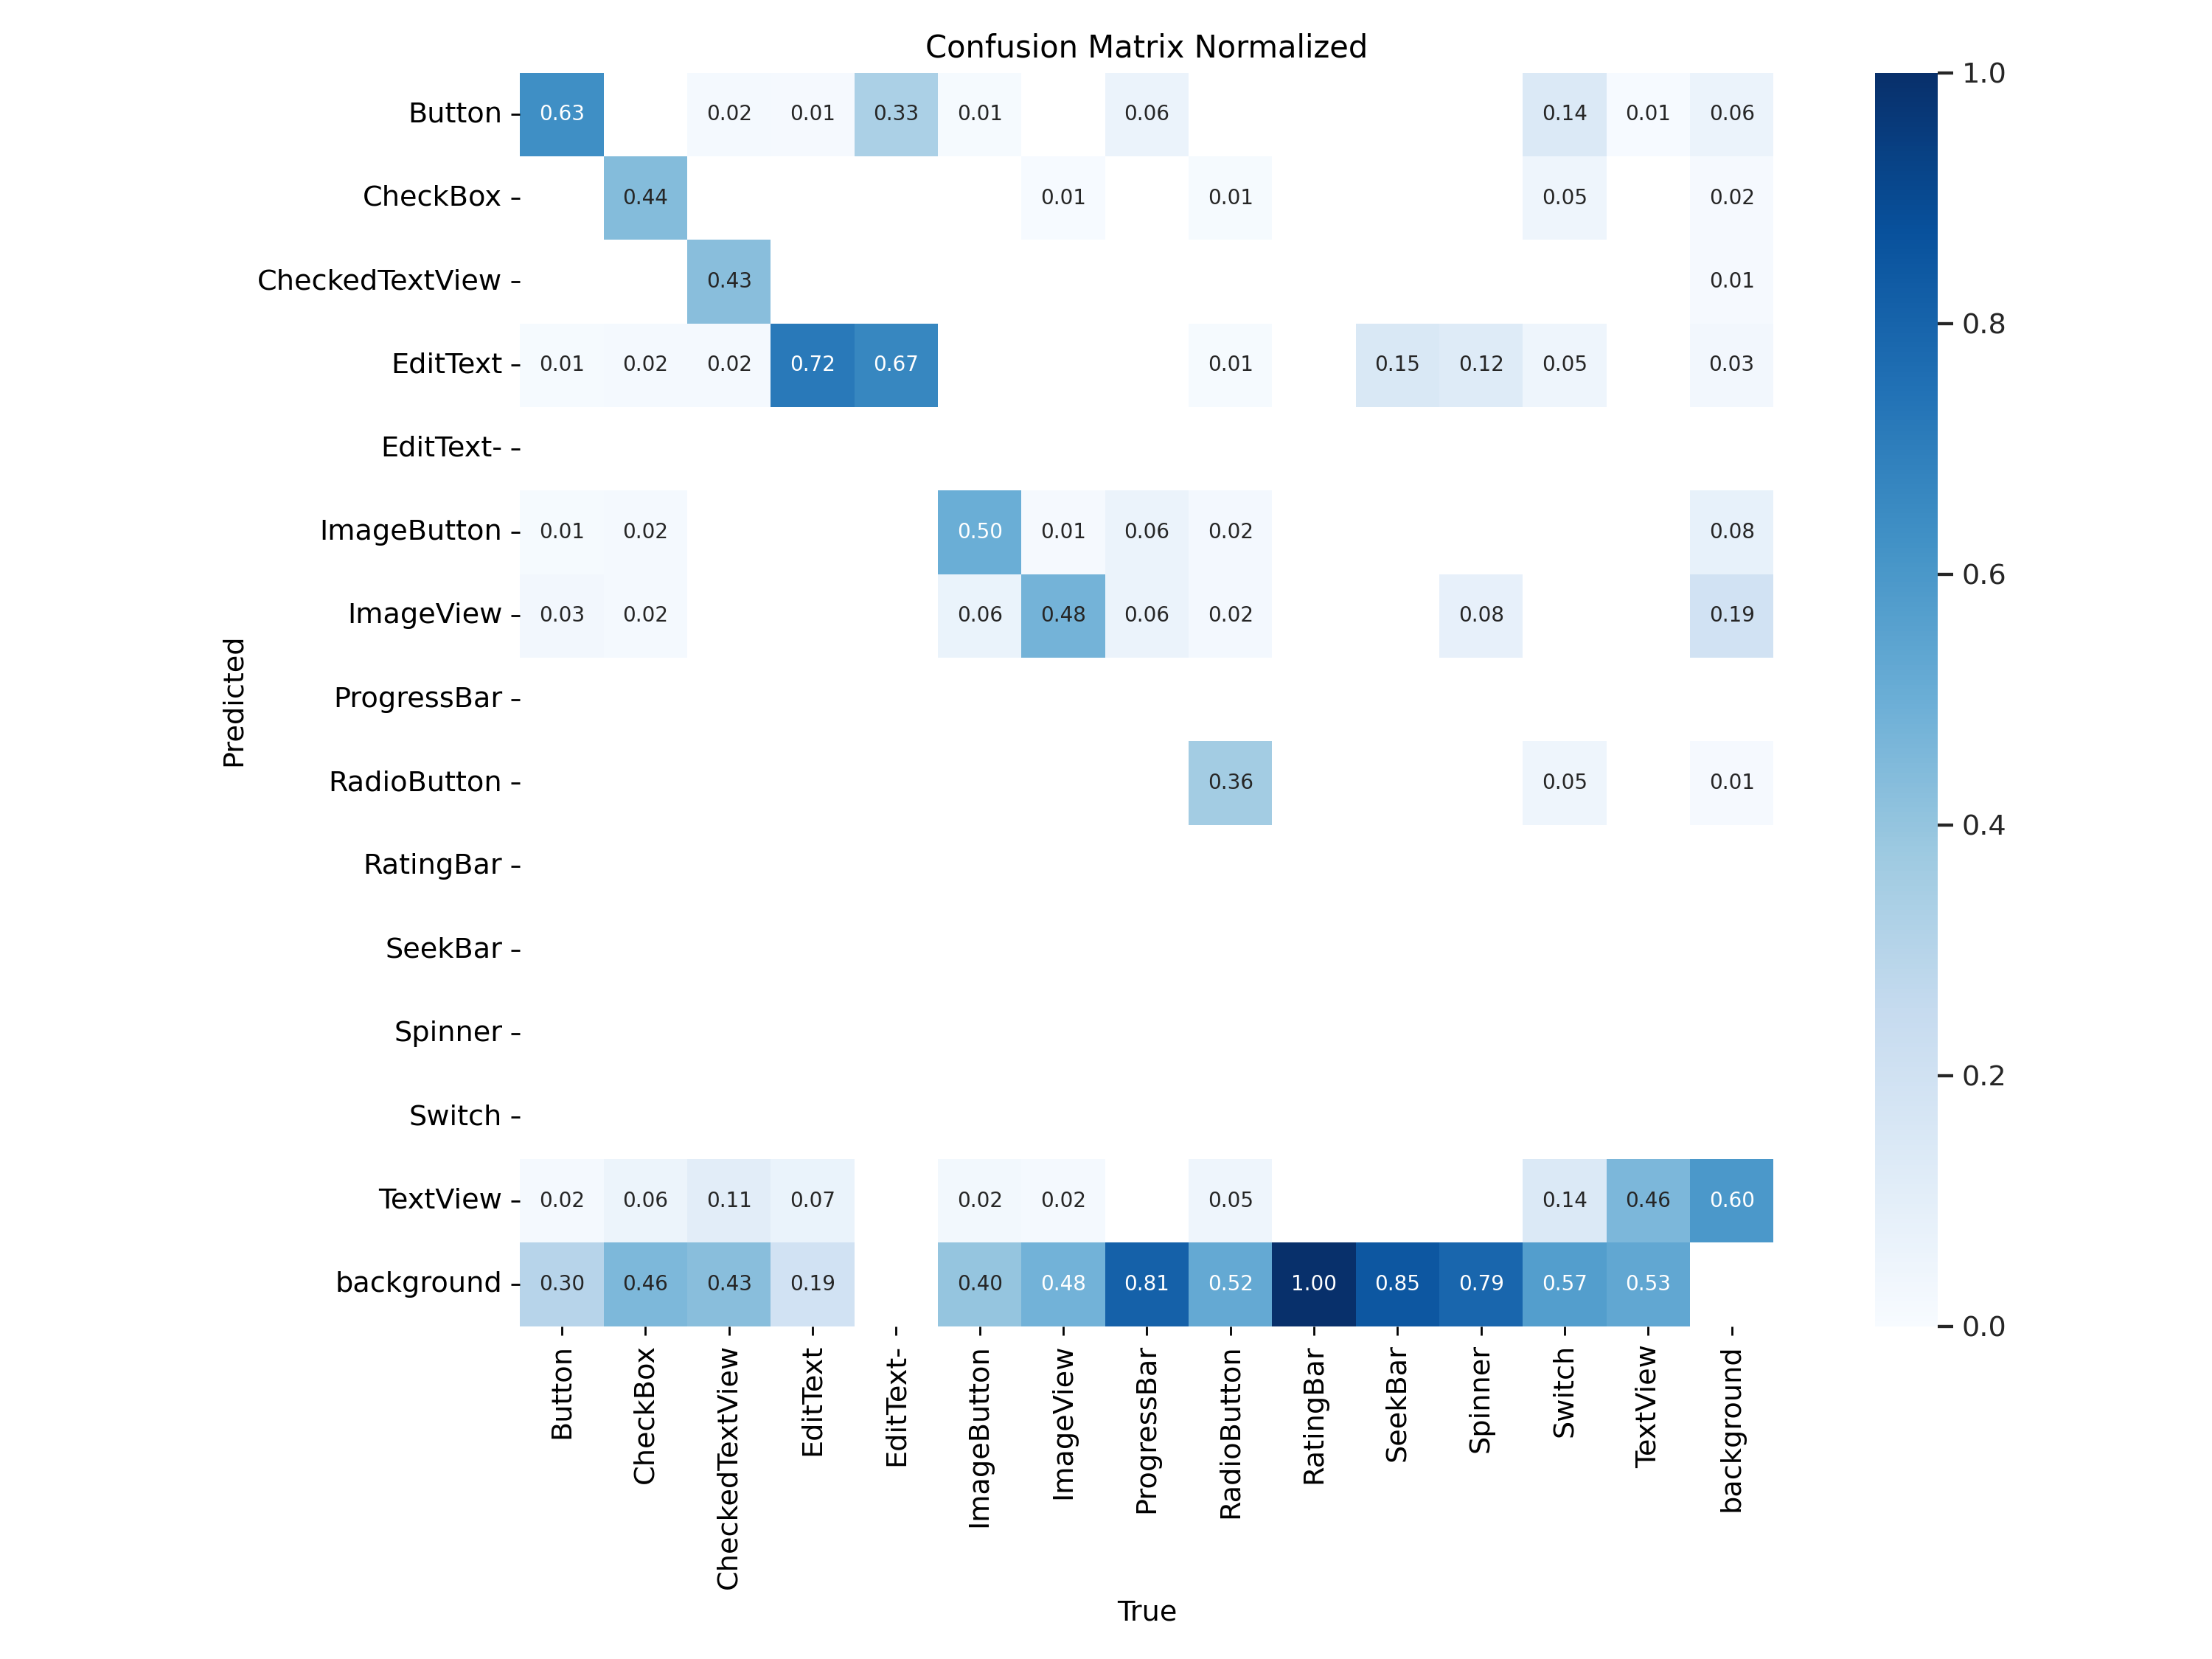 Confusion Matrix Normalized
Button 0.63 0.02 0.01 0.33 0.01 0.06 0.14 0.01 0.06
CheckBox 0.44 0.01 0.01 0.05 0.02
CheckedTextView 0.43 0.01
EditText 0.01 0.02 0.02 0.72 0.67 0.01 0.15 0.12 0.05 0.03
EditText-
ImageButton 0.01 0.02 0.50 0.01 0.06 0.02 0.08
ImageView 0.03 0.02 0.06 0.48 0.06 0.02 0.08 0.19
ProgressBar
RadioButton 0.36 0.05 0.01
RatingBar
SeekBar
Spinner
Switch
TextView 0.02 0.06 0.11 0.07 0.02 0.02 0.05 0.14 0.46 0.60
background 0.30 0.46 0.43 0.19 0.40 0.48 0.81 0.52 1.00 0.85 0.79 0.57 0.53
Predicted
Button
CheckBox
CheckedTextView
EditText
EditText-
ImageButton
ImageView
ProgressBar
RadioButton
RatingBar
SeekBar
Spinner
Switch
TextView
background
True
1.0
0.8
0.6
0.4
0.2
0.0